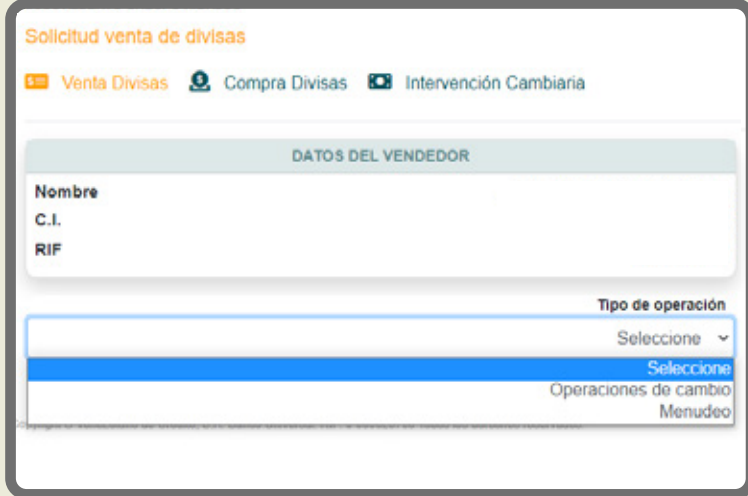 Solicitud venta de divisas
Venta Divisas Compra Divisas Intervención Cambiaria
DATOS DEL VENDEDOR
Nombre
C.I.
RIF
Tipo de operación
Seleccione
Seleccione
Operaciones de cambio
Menudeo